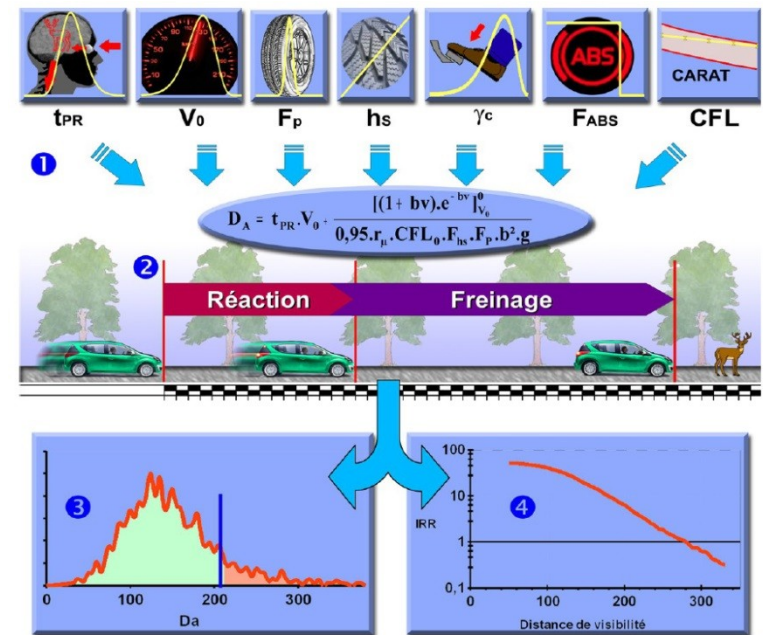 ABS
CARAT
tPR V0 Fp hS γc FABS CFL
1
DA = tPR.V0 + [(1+ bv).e^-bv]^0_V0 / 0,95.rμ.CFL0.Fhs.FP.b².g
2
Réaction Freinage
3
0 100 200 300
Da
4
100
10
IRR
1
0,1
0 100 200 300
Distance de visibilité